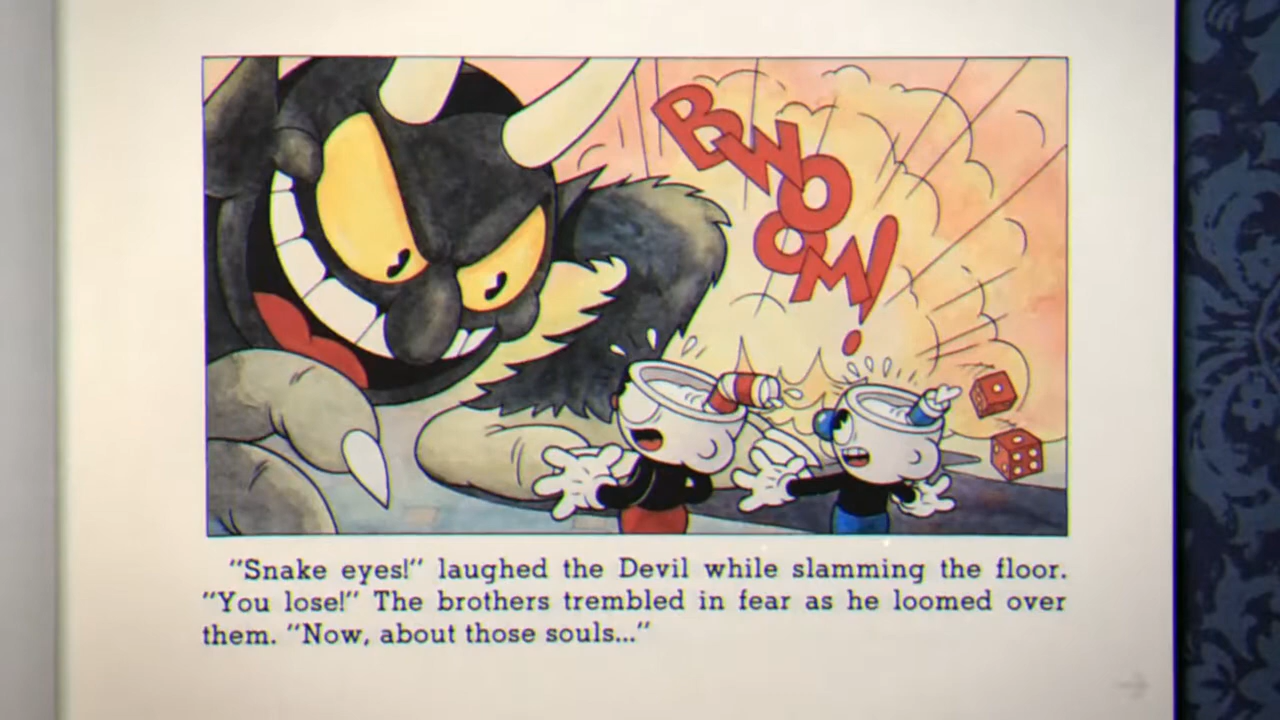 BWOOM!
"Snake eyes!" laughed the Devil while slamming the floor.
"You lose!" The brothers trembled in fear as he loomed over
them. "Now, about those souls..."